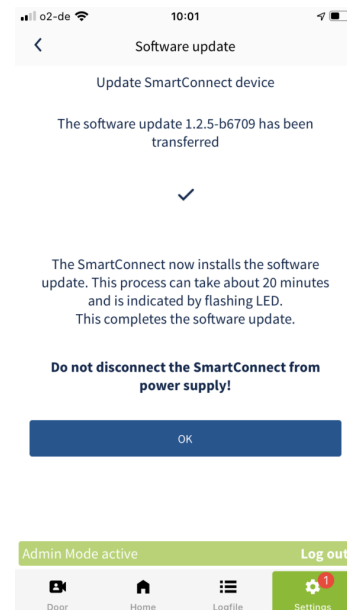 o2-de 10:01
Software update
Update SmartConnect device
The software update 1.2.5-b6709 has been
transferred
The SmartConnect now installs the software
update. This process can take about 20 minutes
and is indicated by flashing LED.
This completes the software update.
Do not disconnect the SmartConnect from
power supply!
OK
Admin Mode active Log out
1
Door Home Logfile Settings